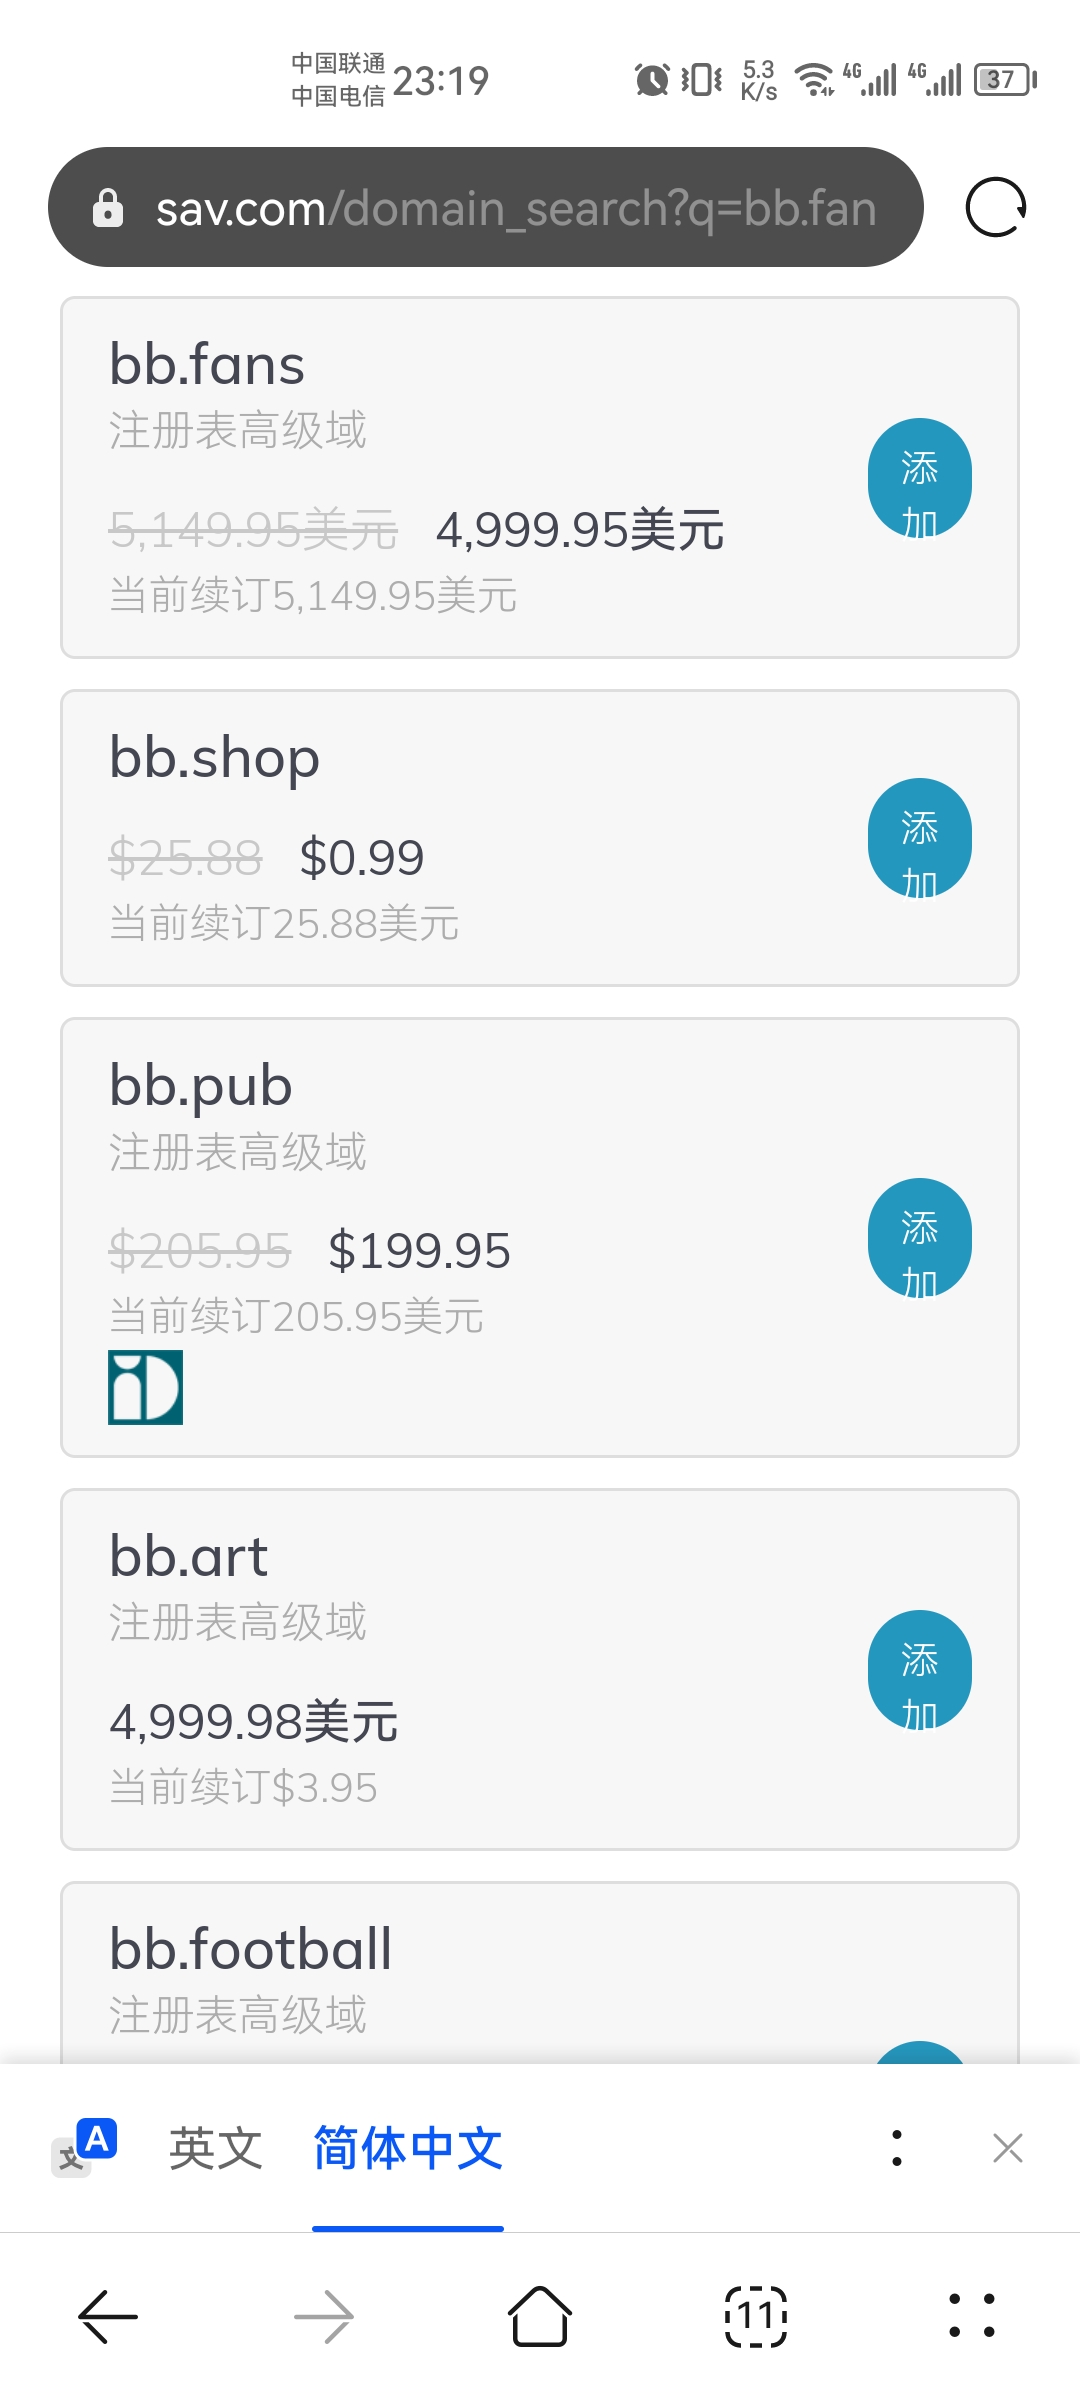 中国联通
中国电信
23:19
5.3
K/s
4G
4G
37
sav.com/domain_search?q=bb.fan
bb.fans
注册表高级域
5,149.95美元 4,999.95美元
当前续订5,149.95美元
添
加
bb.shop
$25.88 $0.99
当前续订25.88美元
添
加
bb.pub
注册表高级域
$205.95 $199.95
当前续订205.95美元
iD
添
加
bb.art
注册表高级域
4,999.98美元
当前续订$3.95
添
加
bb.football
注册表高级域
文A 英文 简体中文
11